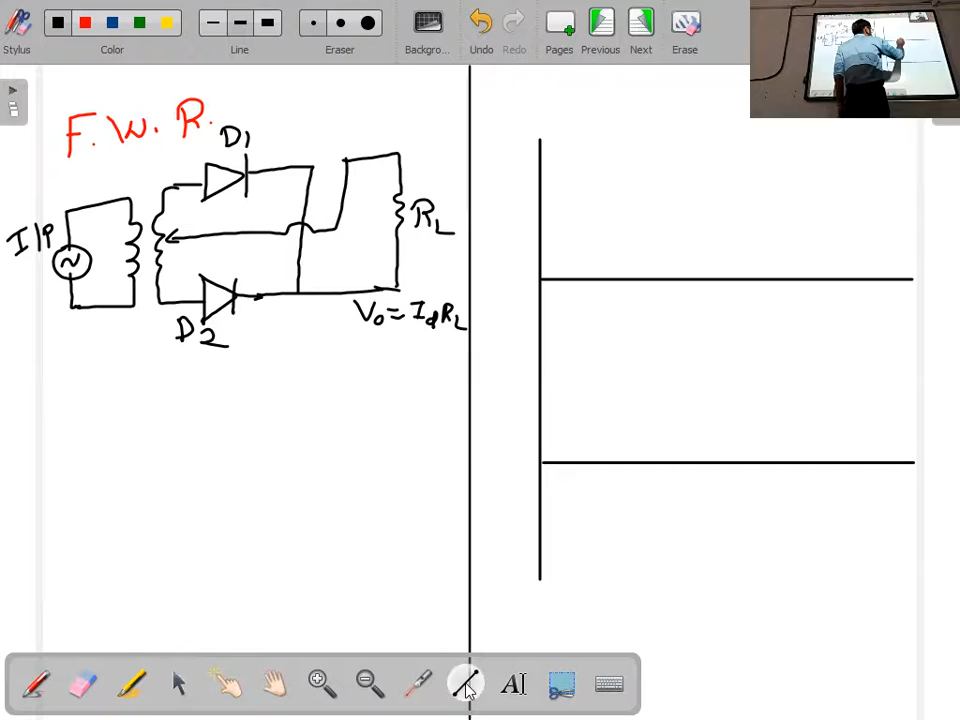 Stylus
Color
Line
Eraser
Backgro...
Undo
Redo
Pages
Previous
Next
Erase
F.W.R.
D1
I/P
RL
D2
Vo = IdRL
A